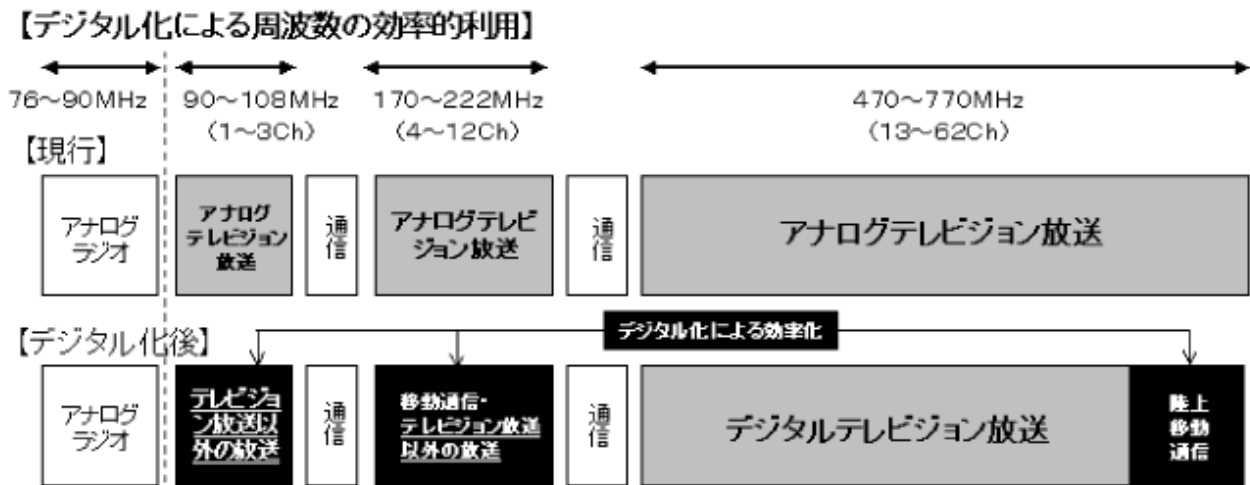 【デジタル化による周波数の効率的利用】
76～90MHz
90～108MHz
(1～3Ch)
170～222MHz
(4～12Ch)
470～770MHz
(13～62Ch)
【現行】
アナログ
ラジオ
アナログ
テレビジョン
放送
通信
アナログテレビ
ジョン放送
通信
アナログテレビジョン放送
デジタル化による効率化
【デジタル化後】
アナログ
ラジオ
テレビジョ
ン放送以
外の放送
通信
移動通信・
テレビジョン放送
以外の放送
通信
デジタルテレビジョン放送
陸上
移動
通信